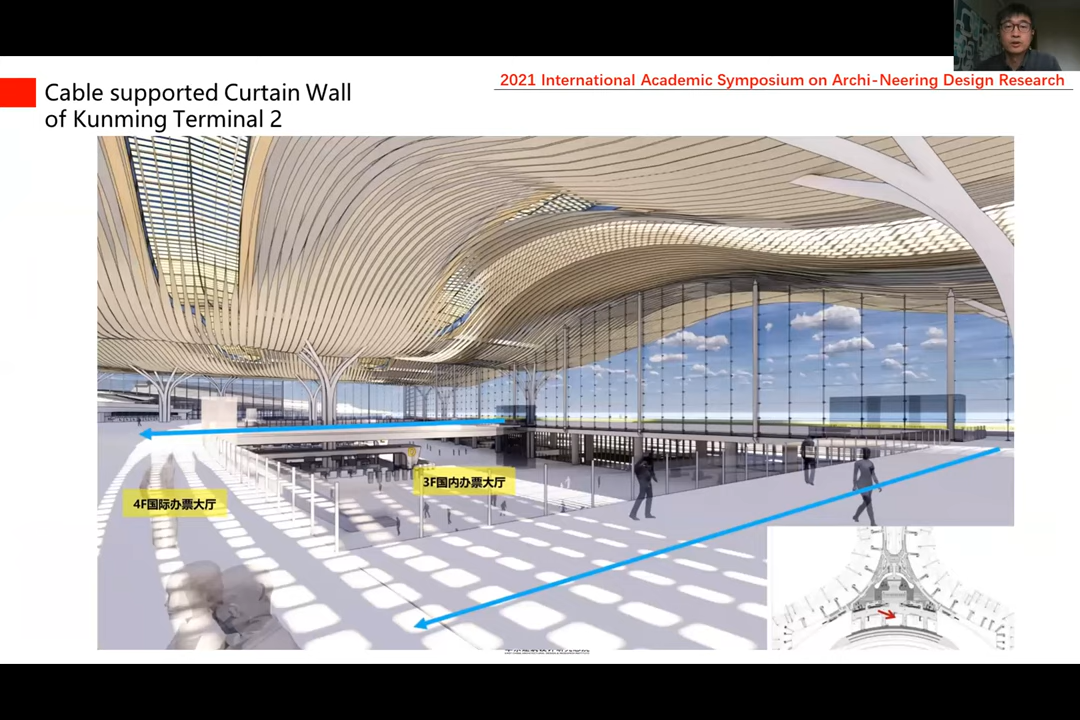 2021 International Academic Symposium on Archi-Neering Design Research
Cable supported Curtain Wall
of Kunming Terminal 2
3F国内办票大厅
4F国际办票大厅